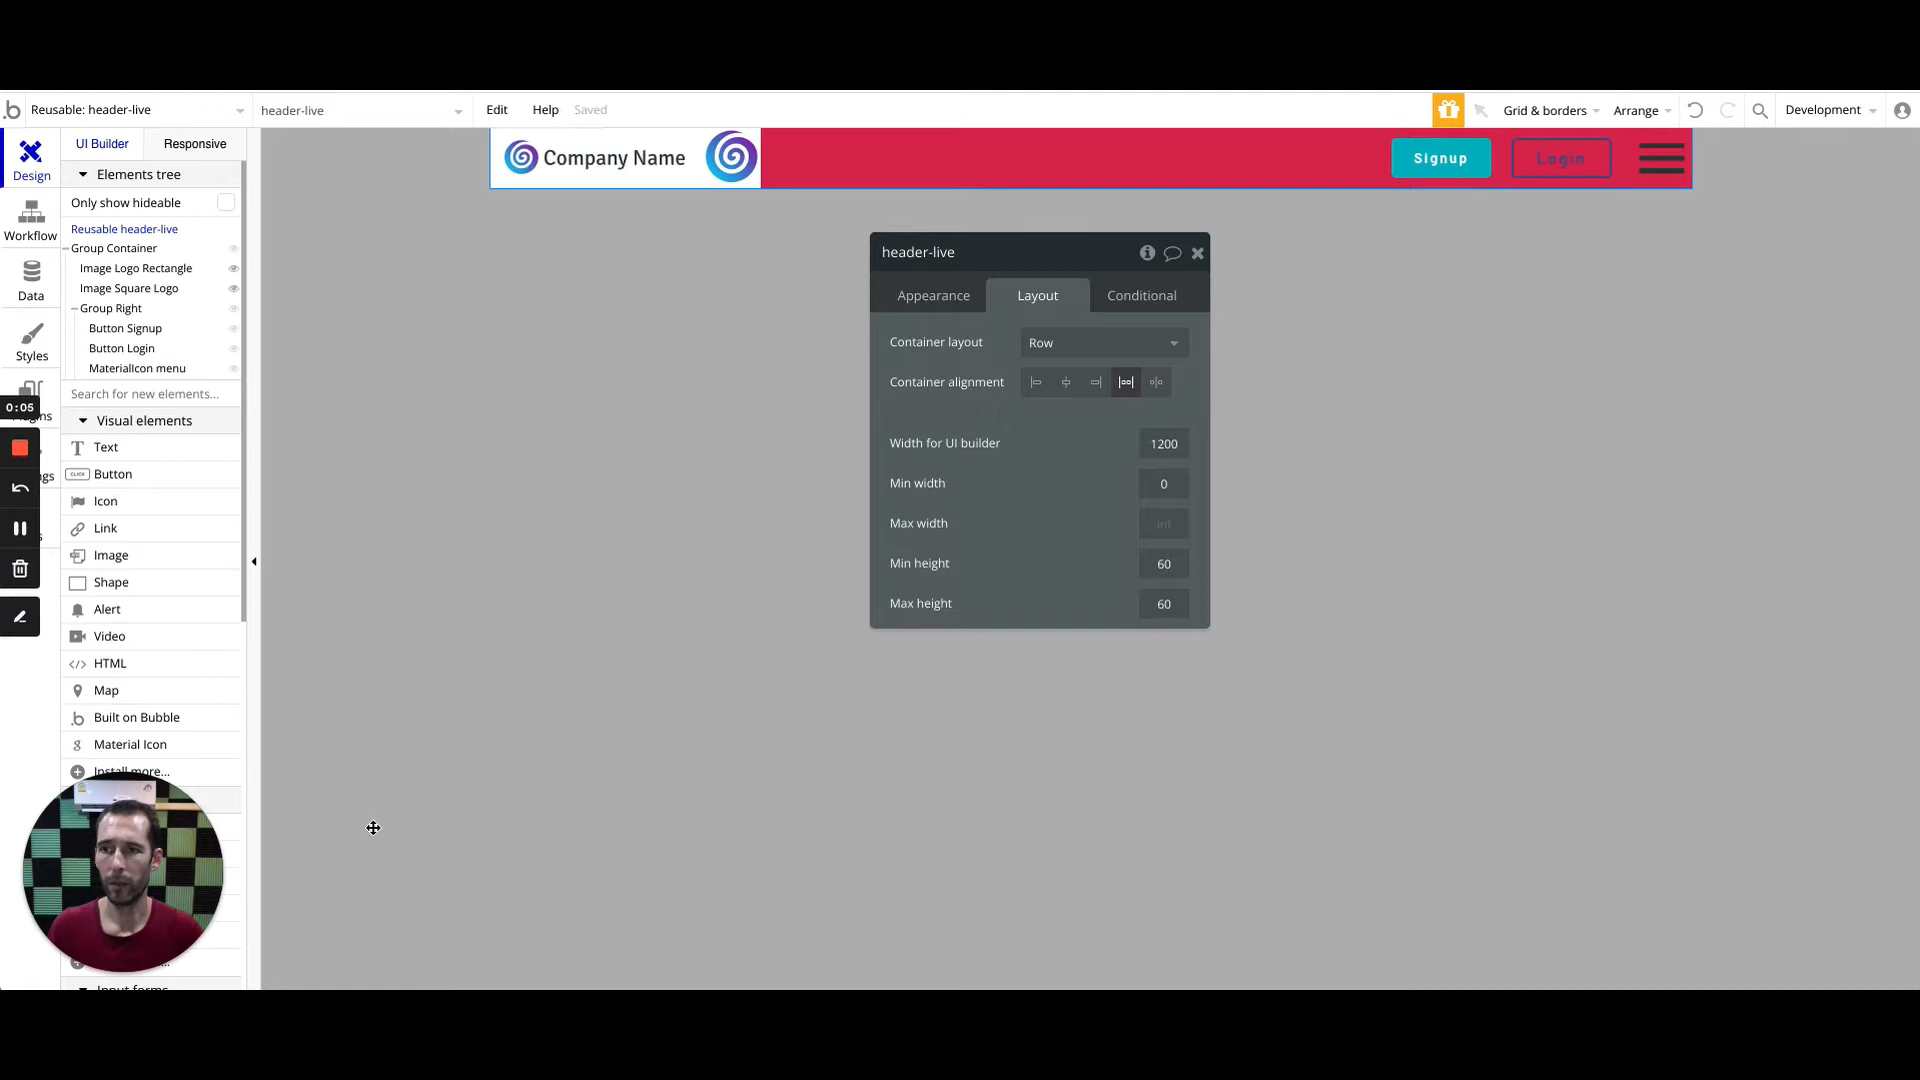 Reusable: header-live
header-live
Edit
Help
Saved
Grid & borders
Arrange
Development
Design
Workflow
Data
Styles
UI Builder
Responsive
Elements tree
Only show hideable
Reusable header-live
Group Container
Image Logo Rectangle
Image Square Logo
Group Right
Button Signup
Button Login
MaterialIcon menu
Search for new elements...
0:05
Visual elements
Text
CLICK
Button
Icon
Link
Image
Shape
Alert
Video
HTML
Map
Built on Bubble
Material Icon
Install more...
Input forms
Company Name
Signup
Login
header-live
Appearance
Layout
Conditional
Container layout
Row
Container alignment
Width for UI builder
1200
Min width
0
Max width
inf
Min height
60
Max height
60